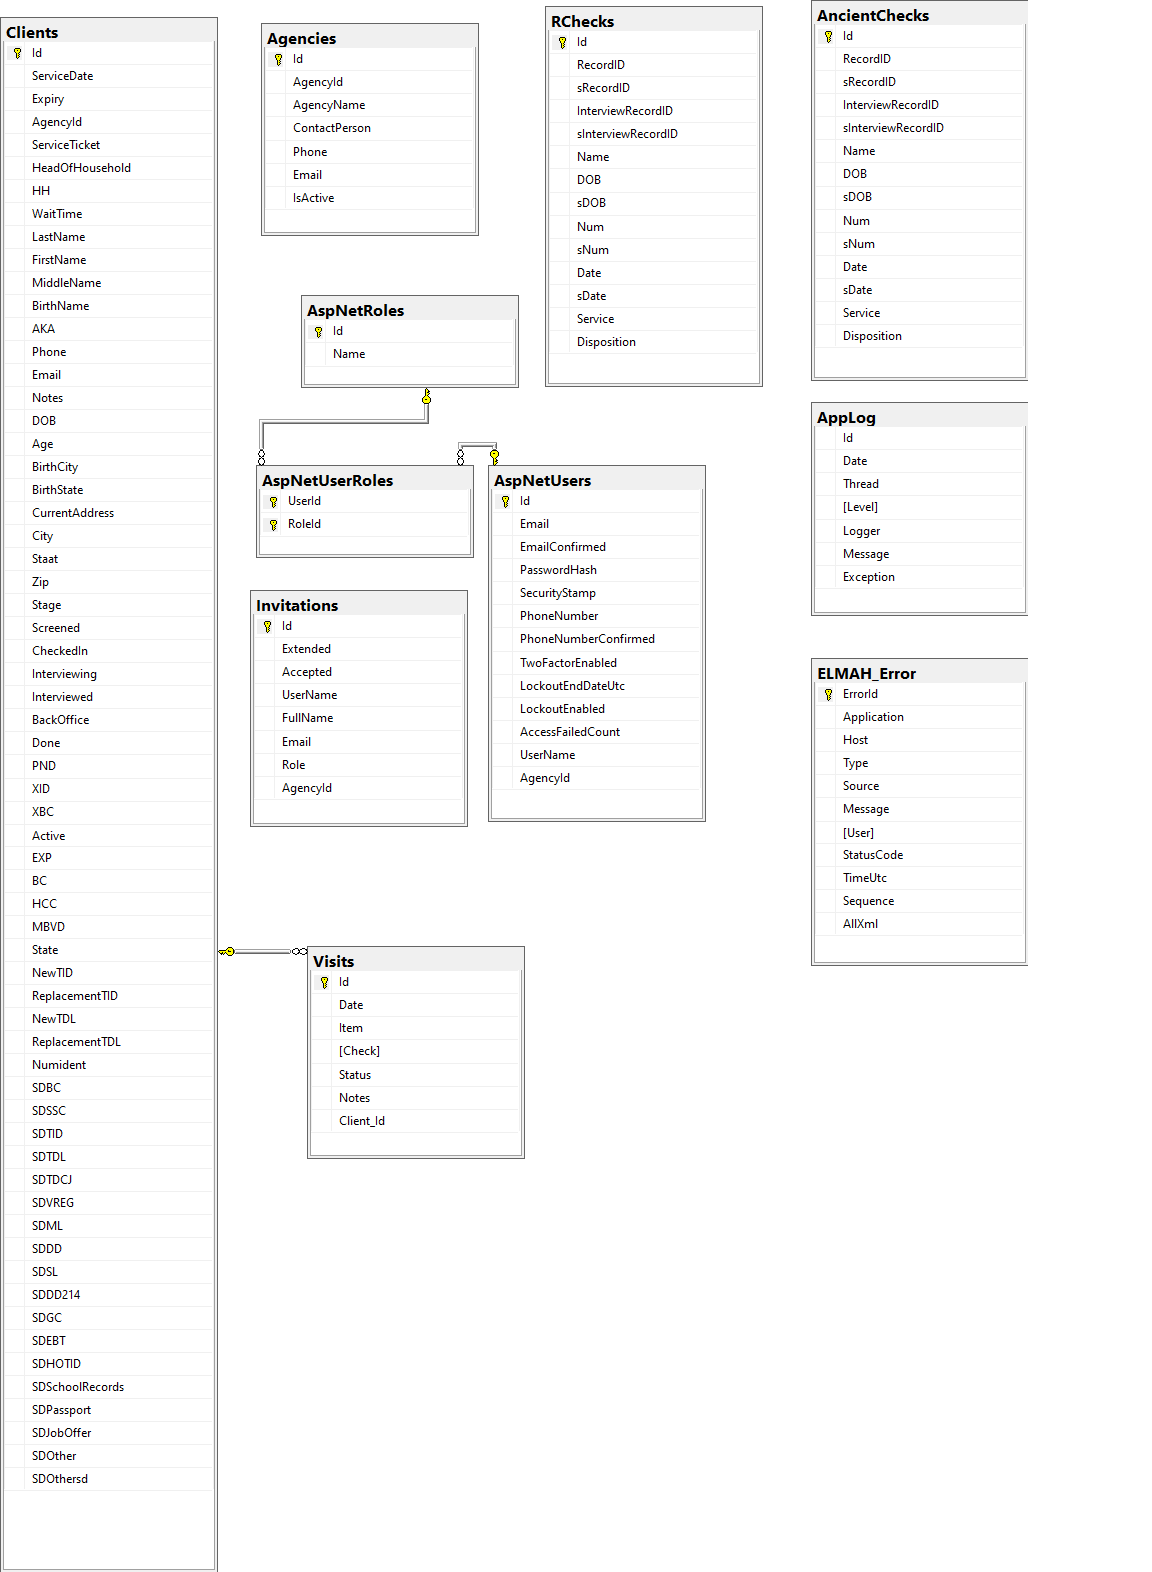 Clients
Id
ServiceDate
Expiry
AgencyId
ServiceTicket
HeadOfHousehold
HH
WaitTime
LastName
FirstName
MiddleName
BirthName
AKA
Phone
Email
Notes
DOB
Age
BirthCity
BirthState
CurrentAddress
City
Staat
Zip
Stage
Screened
CheckedIn
Interviewing
Interviewed
BackOffice
Done
PND
XID
XBC
Active
EXP
BC
HCC
MBVD
State
NewTID
ReplacementTID
NewTDL
ReplacementTDL
Numident
SDBC
SDSSC
SDTID
SDTDL
SDTDCJ
SDVREG
SDML
SDDD
SDSL
SDDD214
SDGC
SDEBT
SDHOTID
SDSchoolRecords
SDPassport
SDJobOffer
SDOther
SDOthersd
Agencies
Id
AgencyId
AgencyName
ContactPerson
Phone
Email
IsActive
AspNetRoles
Id
Name
AspNetUserRoles
UserId
RoleId
Invitations
Id
Extended
Accepted
UserName
FullName
Email
Role
AgencyId
Visits
Id
Date
Item
[Check]
Status
Notes
Client_Id
RChecks
Id
RecordID
sRecordID
InterviewRecordID
sInterviewRecordID
Name
DOB
sDOB
Num
sNum
Date
sDate
Service
Disposition
AspNetUsers
Id
Email
EmailConfirmed
PasswordHash
SecurityStamp
PhoneNumber
PhoneNumberConfirmed
TwoFactorEnabled
LockoutEndDateUtc
LockoutEnabled
AccessFailedCount
UserName
AgencyId
AncientChecks
Id
RecordID
sRecordID
InterviewRecordID
sInterviewRecordID
Name
DOB
sDOB
Num
sNum
Date
sDate
Service
Disposition
AppLog
Id
Date
Thread
[Level]
Logger
Message
Exception
ELMAH_Error
ErrorId
Application
Host
Type
Source
Message
[User]
StatusCode
TimeUtc
Sequence
AllXml